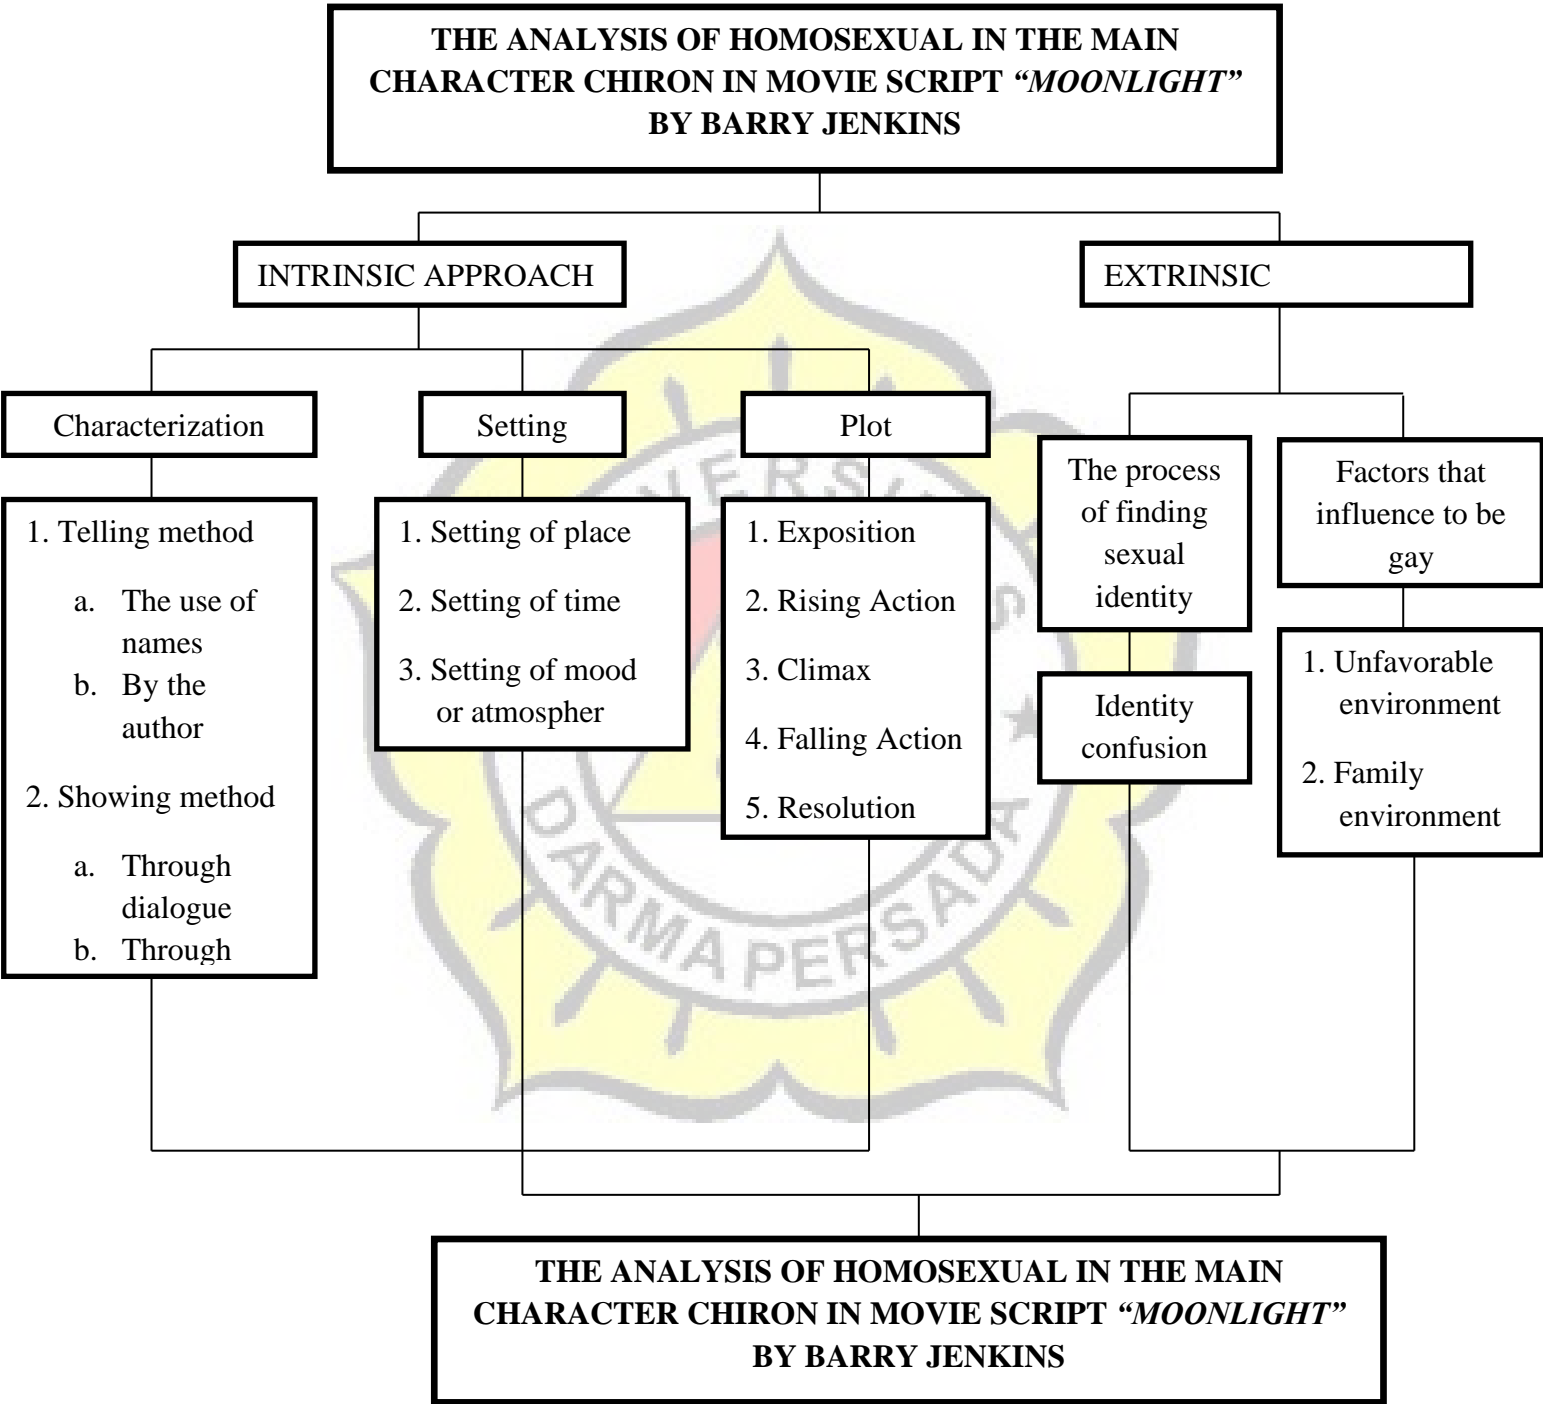 THE ANALYSIS OF HOMOSEXUAL IN THE MAIN
CHARACTER CHIRON IN MOVIE SCRIPT “MOONLIGHT”
BY BARRY JENKINS
INTRINSIC APPROACH
EXTRINSIC
Characterization
Setting
Plot
The process
of finding
sexual
identity
Factors that
influence to be
gay
1. Telling method
a. The use of
names
b. By the
author
2. Showing method
a. Through
dialogue
b. Through
1. Setting of place
2. Setting of time
3. Setting of mood
or atmospher
1. Exposition
2. Rising Action
3. Climax
4. Falling Action
5. Resolution
Identity
confusion
1. Unfavorable
environment
2. Family
environment
DARMA PERSADA
THE ANALYSIS OF HOMOSEXUAL IN THE MAIN
CHARACTER CHIRON IN MOVIE SCRIPT “MOONLIGHT”
BY BARRY JENKINS